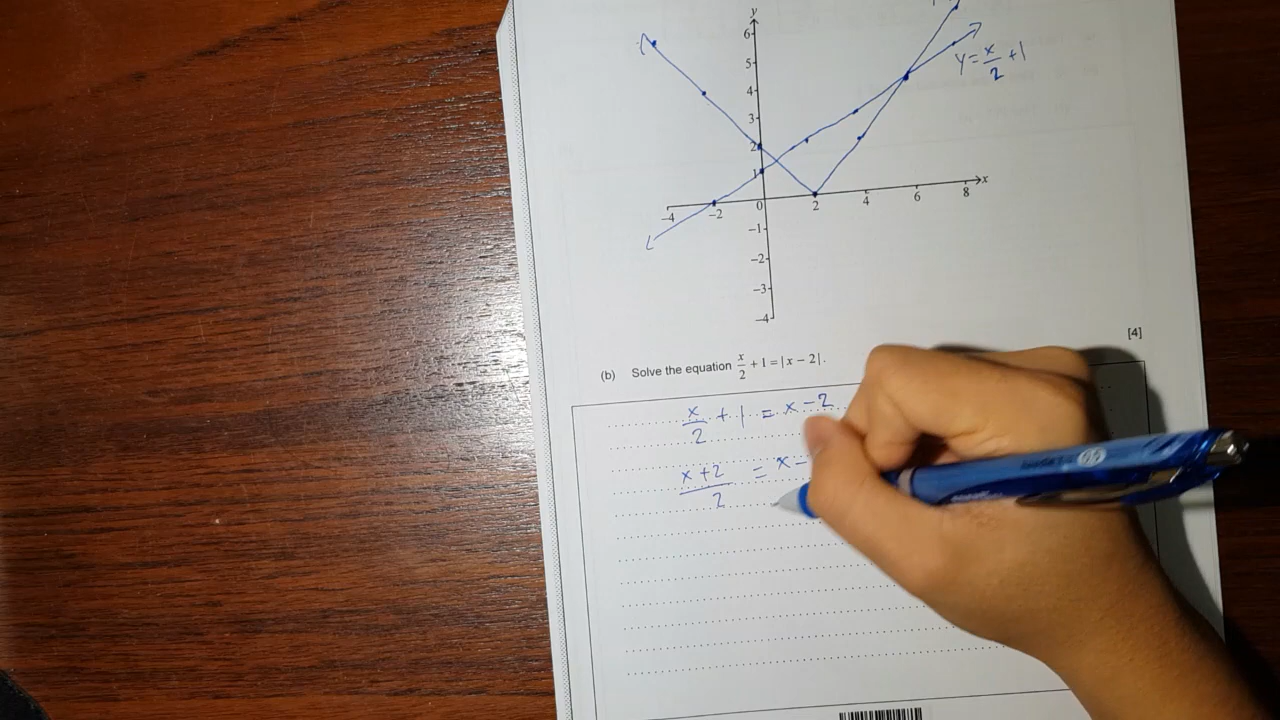 y
6
5
4
3
2
1
y = x/2 + 1
x
-4 -2 0 2 4 6 8
-1
-2
-3
-4
[4]
(b) Solve the equation x/2 + 1 = |x − 2|.
x/2 + 1 = x − 2
x+2/2 = x −